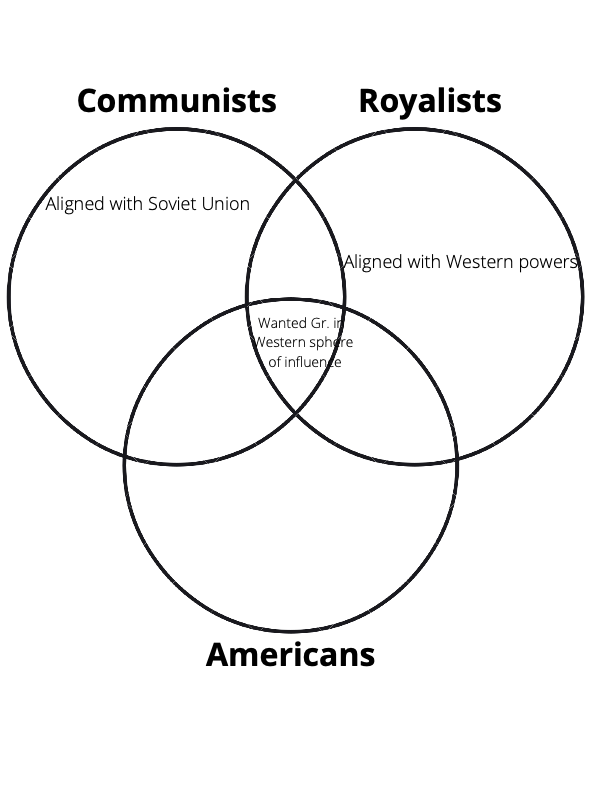 Communists
Royalists
Aligned with Soviet Union
Aligned with Western powers
Wanted Gr. in
Western sphere
of influence
Americans